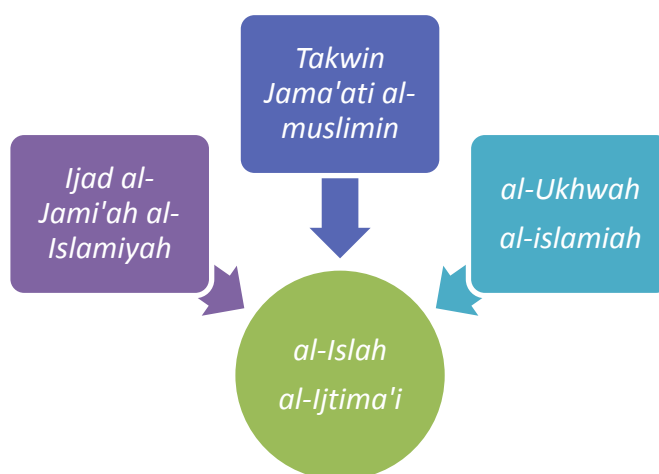 Takwin
Jama'ati al-
muslimin
Ijad al-
Jami'ah al-
Islamiyah
al-Ukhwah
al-islamiah
al-Islah
al-Ijtima'i